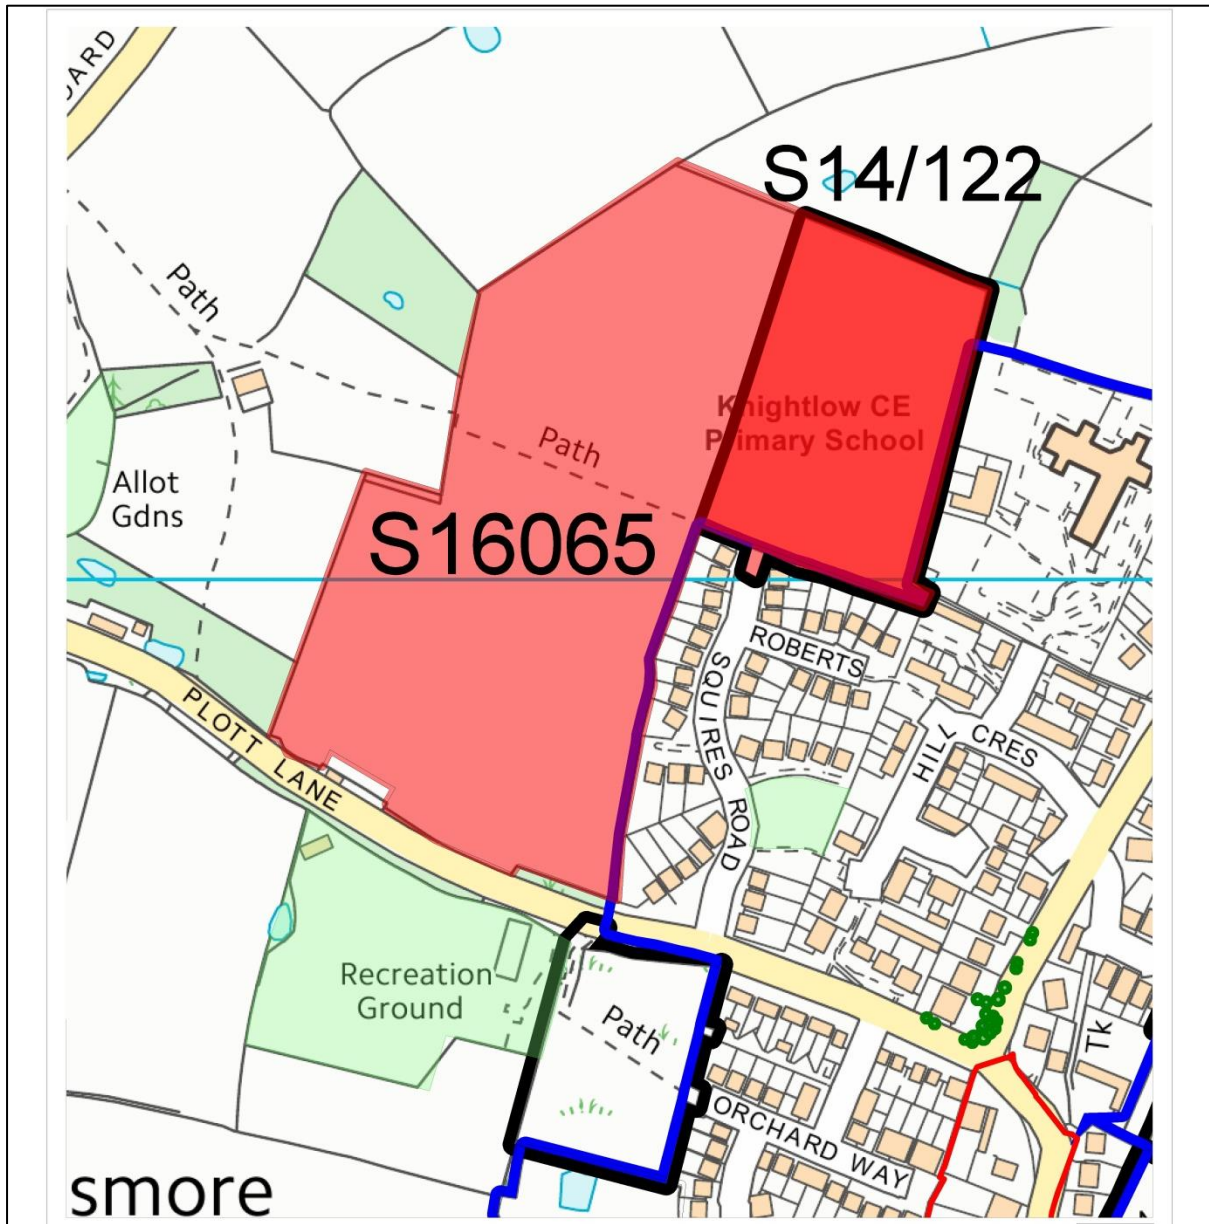 S14/122
Path
Knightlow CE
Primary School
Path
Allot
Gdns
S16065
ROBERTS
SQUIRES ROAD
HILL CRES
PLOTT LANE
Recreation
Ground
Path
Tk
ORCHARD WAY
smore